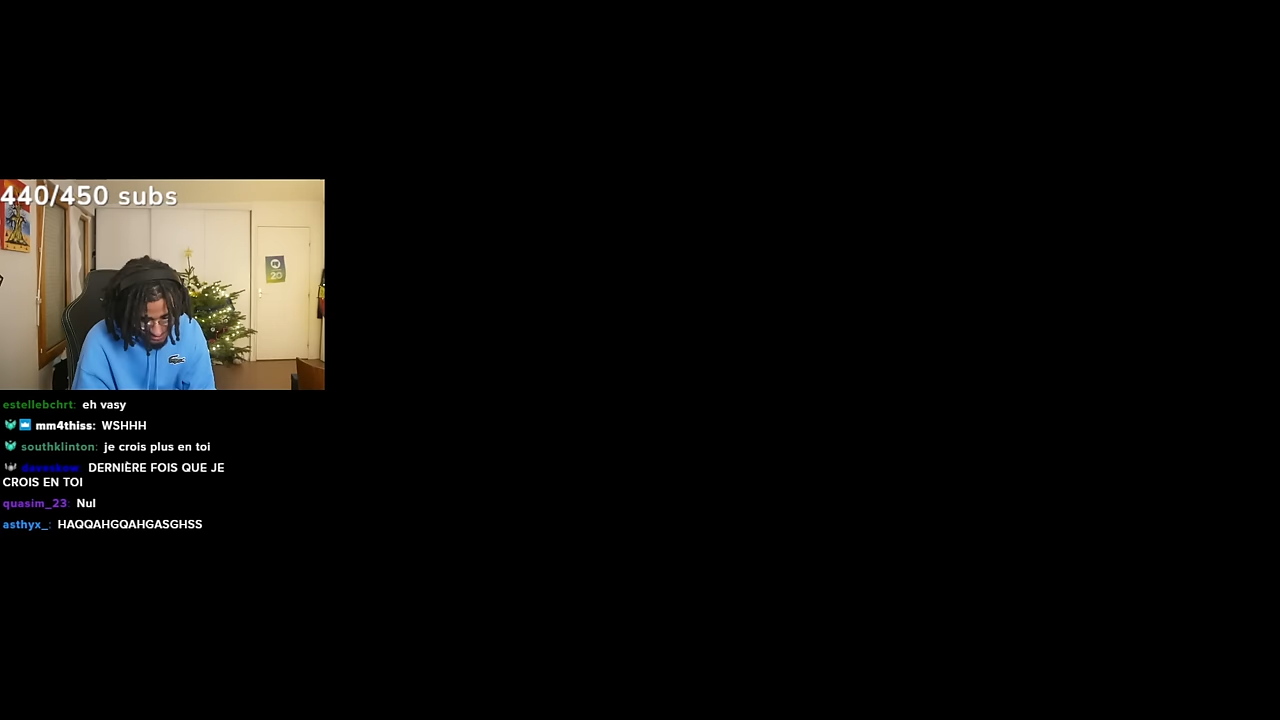 440/450 subs
20
estellebchrt: eh vasy
mm4thiss: WSHHH
southklinton: je crois plus en toi
DERNIÈRE FOIS QUE JE
CROIS EN TOI
quasim_23: Nul
asthyx_: HAQQAHGQAHGASGHSS